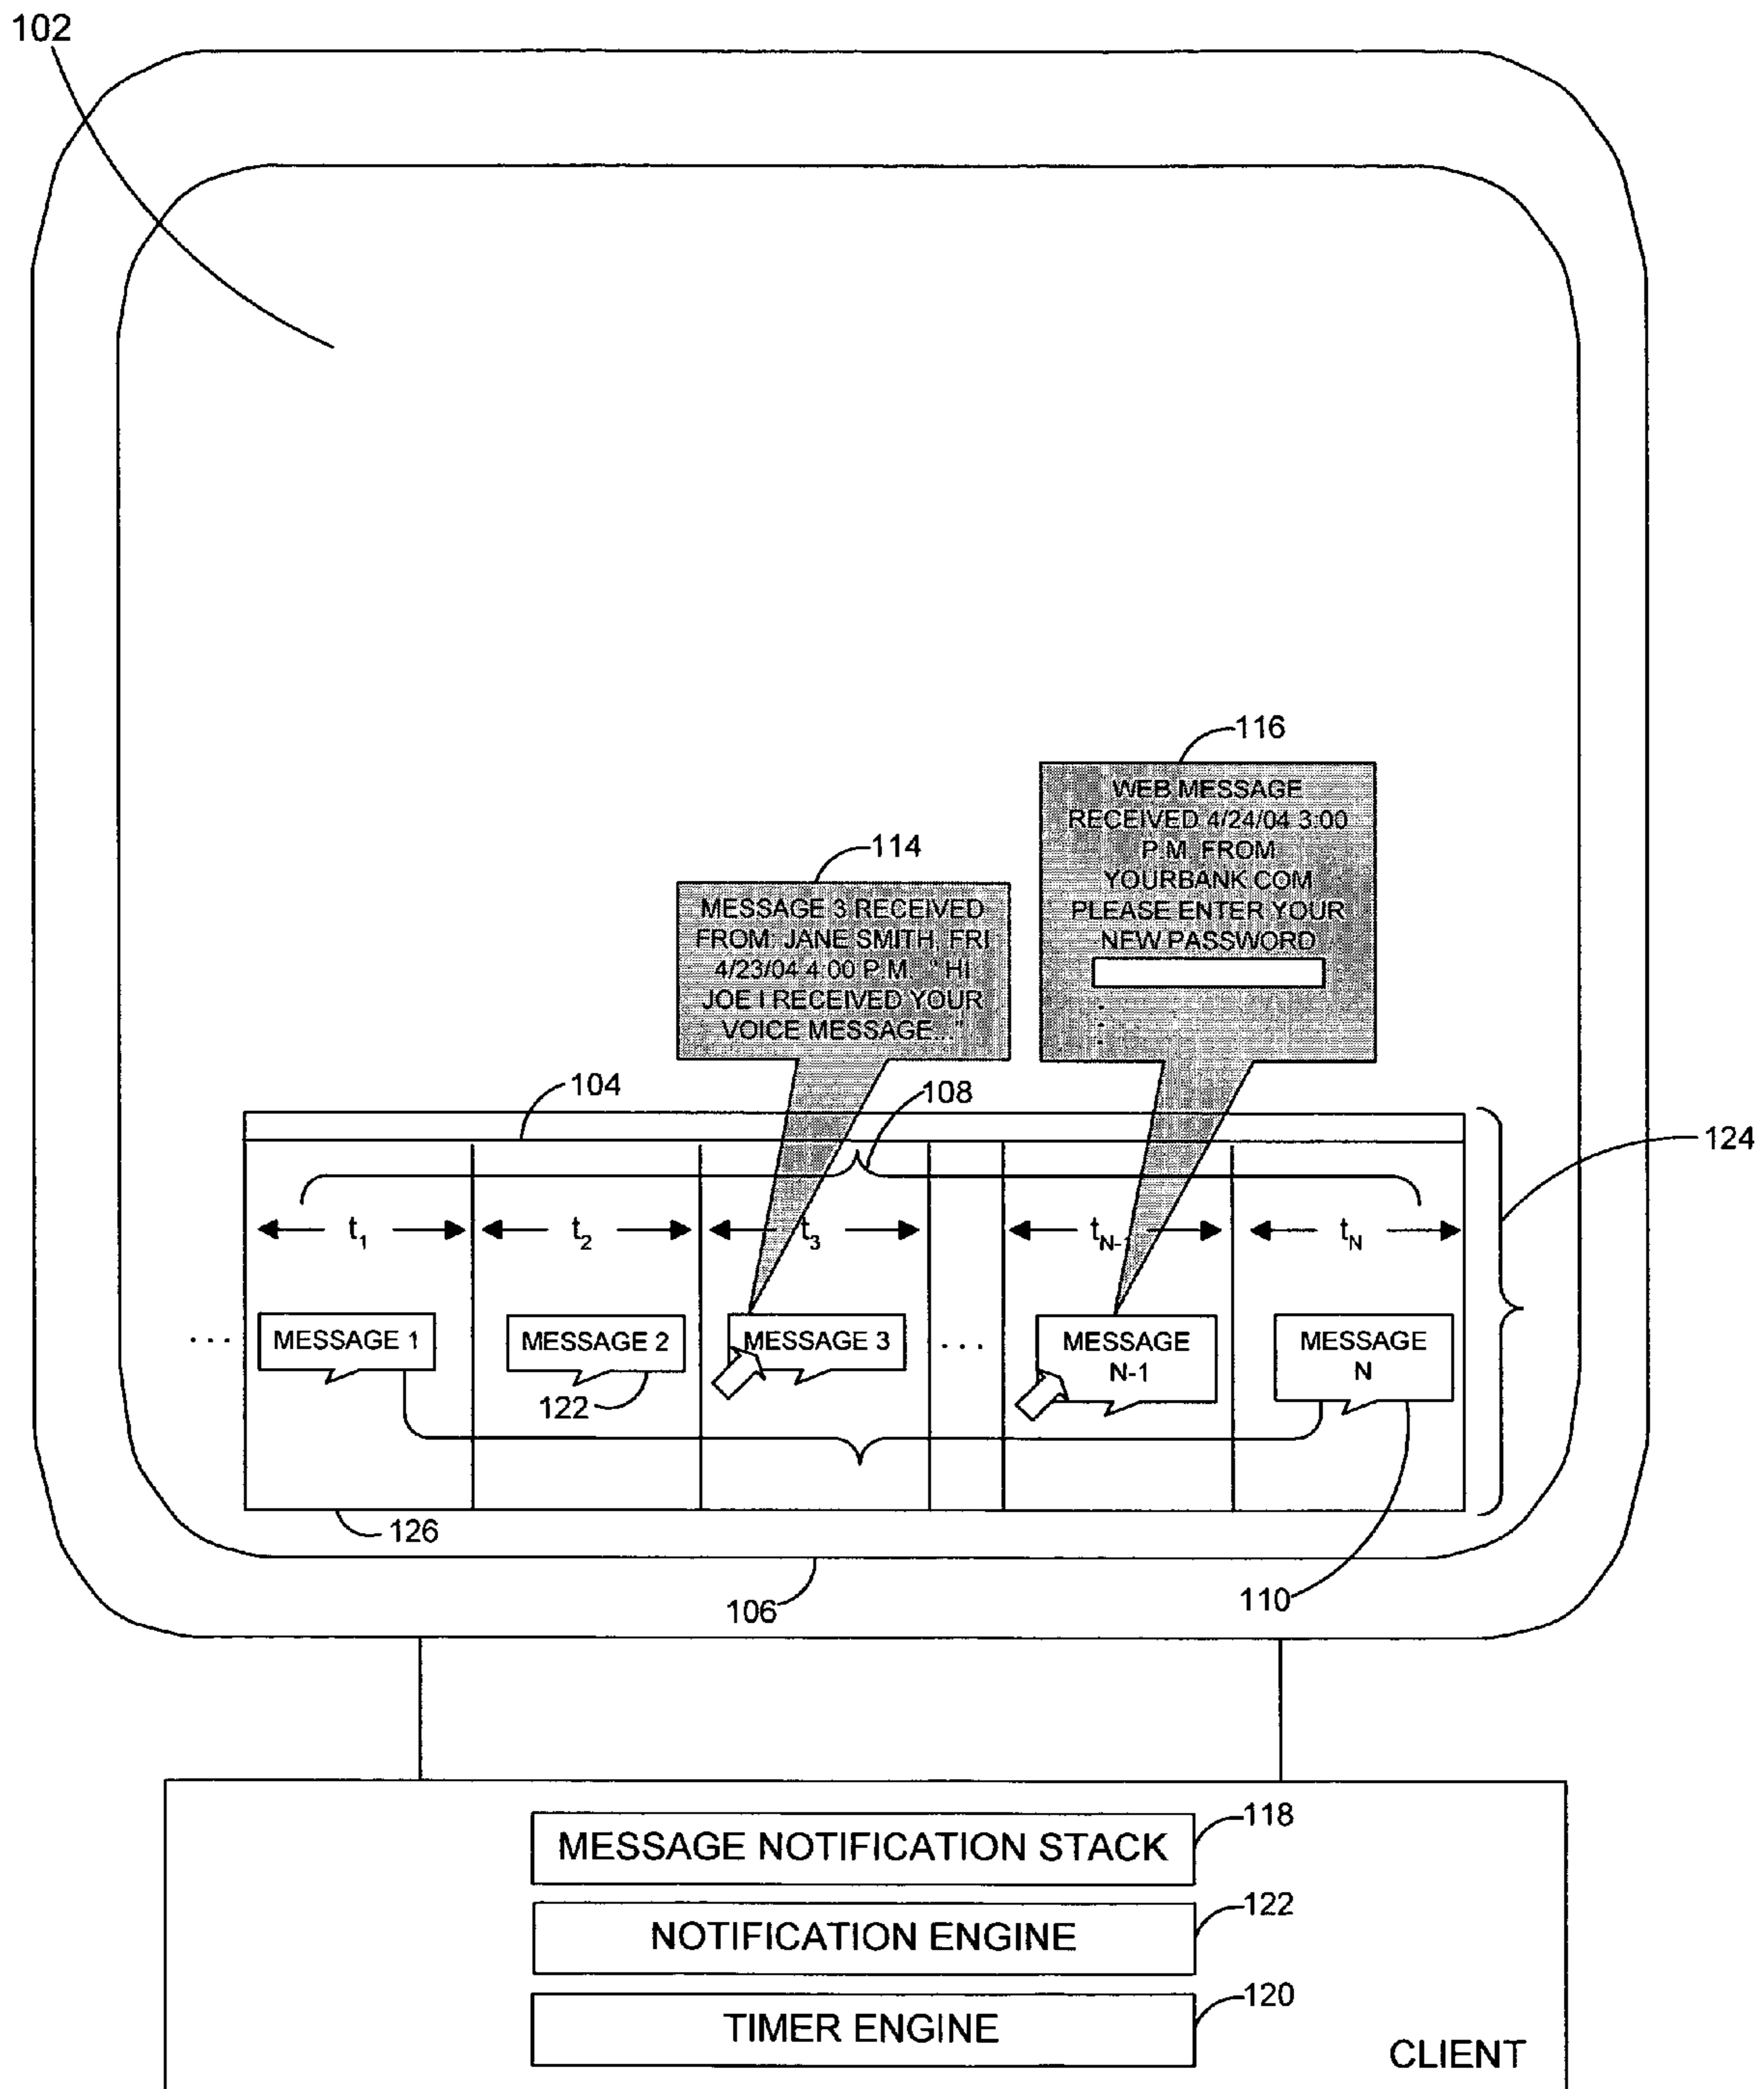 102
116
WEB MESSAGE
RECEIVED 4/24/04 3:00
P.M. FROM
YOURBANK.COM
PLEASE ENTER YOUR
NEW PASSWORD
114
MESSAGE 3 RECEIVED
FROM: JANE SMITH, FRI
4/23/04 4:00 P.M. "HI
JOE I RECEIVED YOUR
VOICE MESSAGE..."
104
108
124
t1 t2 t3 tN-1 tN
... MESSAGE 1 MESSAGE 2 MESSAGE 3 ... MESSAGE N-1 MESSAGE N
122
126
106
110
MESSAGE NOTIFICATION STACK 118
NOTIFICATION ENGINE 122
TIMER ENGINE 120
CLIENT